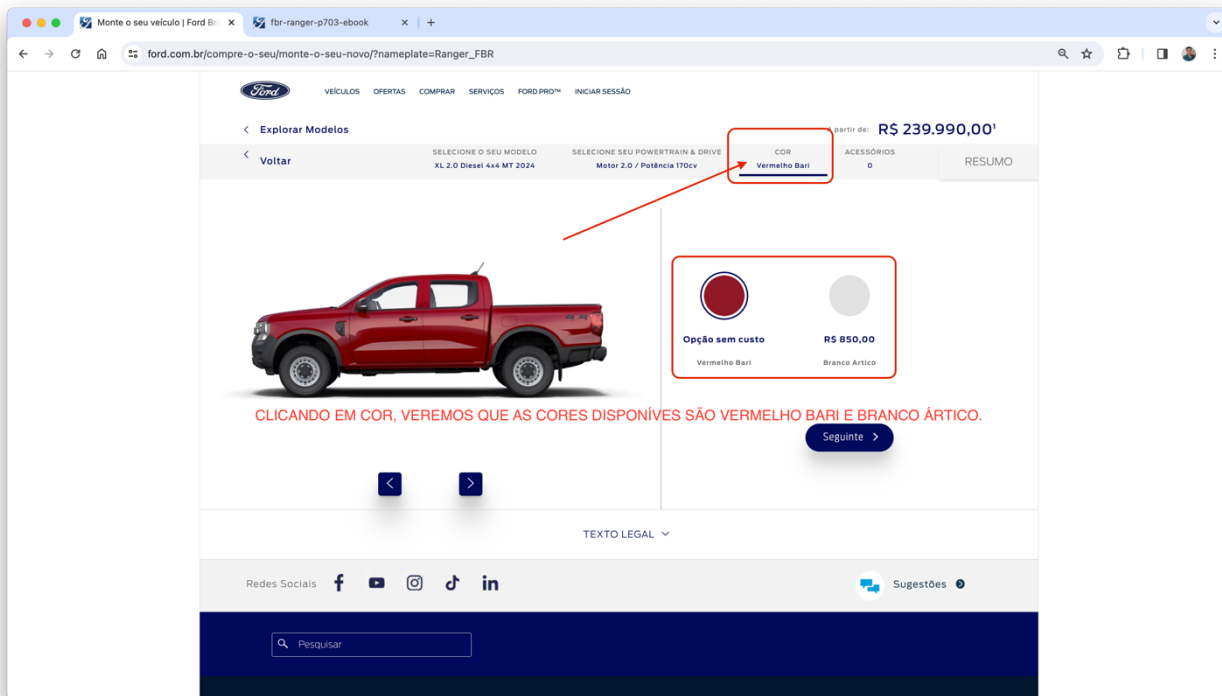 Monte o seu veículo | Ford Br
fbr-ranger-p703-ebook
ford.com.br/compre-o-seu/monte-o-seu-novo/?nameplate=Ranger_FBR
Ford
VEÍCULOS OFERTAS COMPRAR SERVIÇOS FORD PRO™ INICIAR SESSÃO
Explorar Modelos
partir de: R$ 239.990,00¹
Voltar
SELECIONE O SEU MODELO
XL 2.0 Diesel 4x4 MT 2024
SELECIONE SEU POWERTRAIN & DRIVE
Motor 2.0 / Potência 170cv
COR
Vermelho Bari
ACESSÓRIOS
0
RESUMO
Opção sem custo
Vermelho Bari
R$ 850,00
Branco Artico
CLICANDO EM COR, VEREMOS QUE AS CORES DISPONÍVES SÃO VERMELHO BARI E BRANCO ÁRTICO.
Seguinte
TEXTO LEGAL
Redes Sociais
Sugestões
Pesquisar